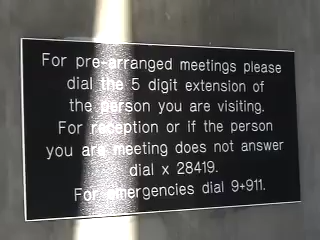 For pre-arranged meetings please
dial the 5 digit extension of
the person you are visiting.
For reception or if the person
you are meeting does not answer
dial x 28419.
For emergencies dial 9+911.